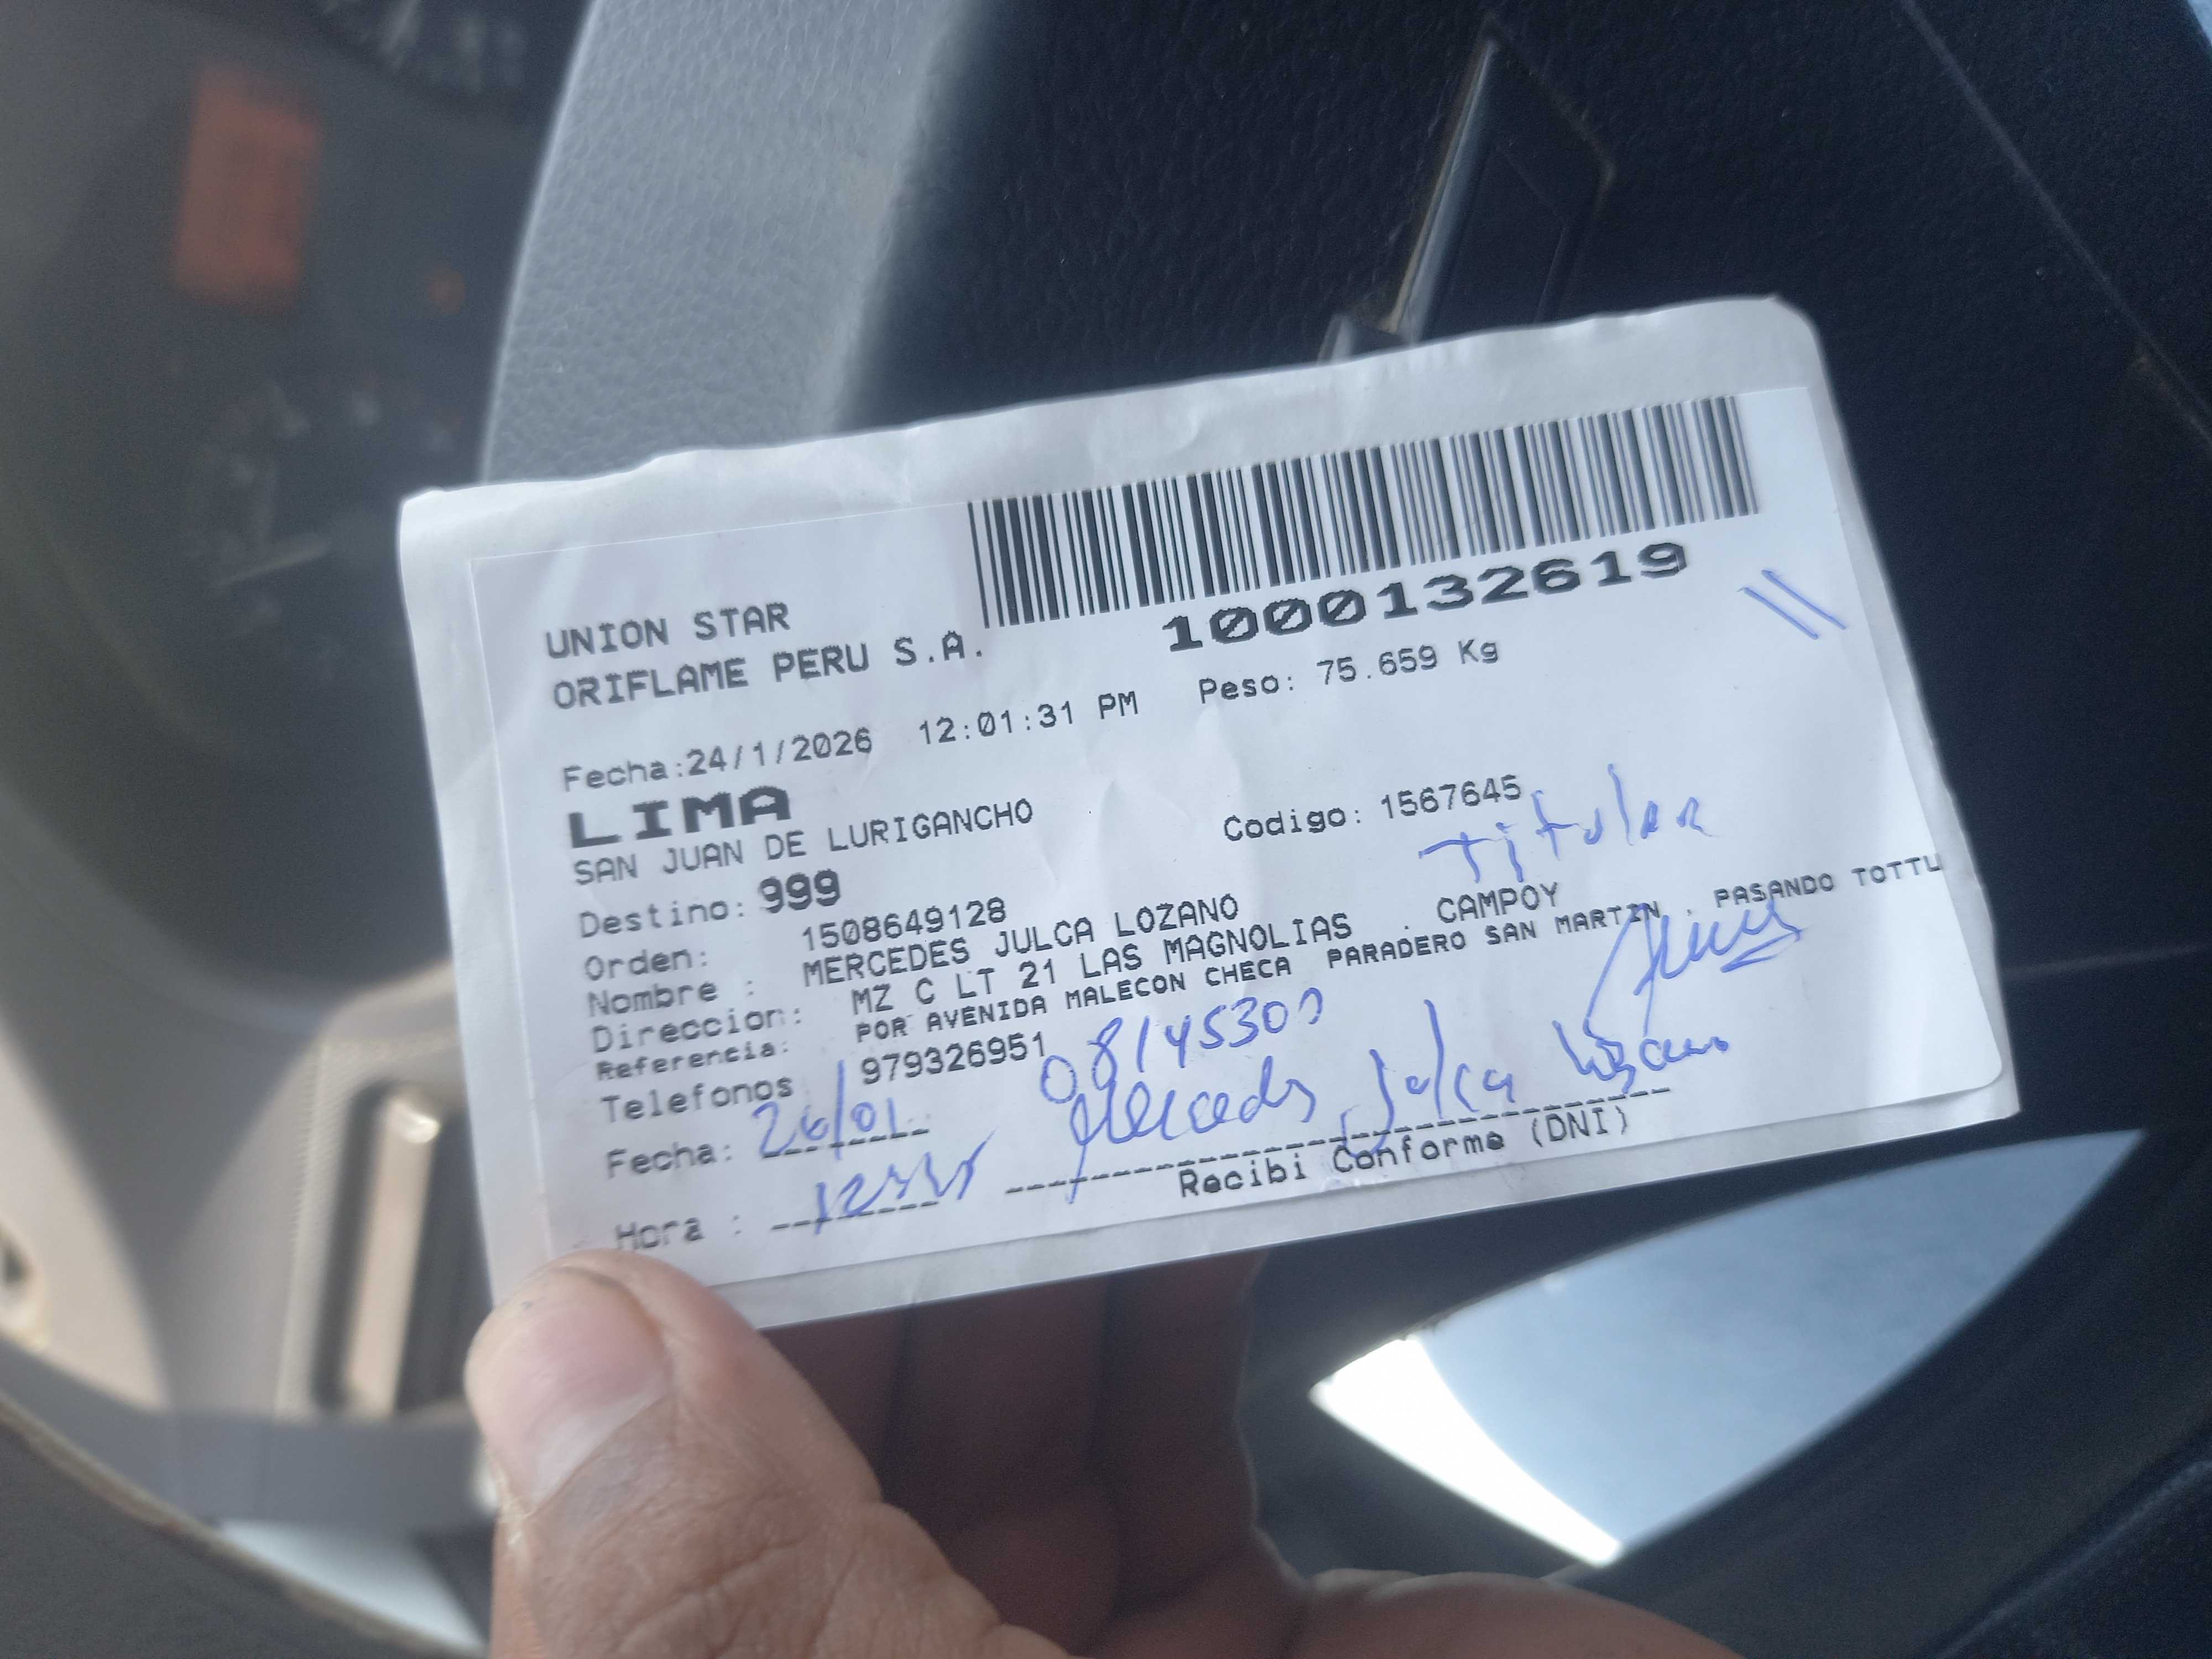 1000132619
UNION STAR
ORIFLAME PERU S.A.
Fecha:24/1/2026 12:01:31 PM Peso: 75.659 Kg
LIMA
SAN JUAN DE LURIGANCHO Codigo: 1567645
Destino: 999 Titular
Orden: 1508649128
Nombre : MERCEDES JULCA LOZANO
Direccion: MZ C LT 21 LAS MAGNOLIAS . CAMPOY
Referencia: POR AVENIDA MALECON CHECA PARADERO SAN MARTIN . PASANDO TOTTU
Telefonos 979326951
08145300
Fecha: 26/01 Mercedes Julca Lozano
Hora :
Recibi Conforme (DNI)